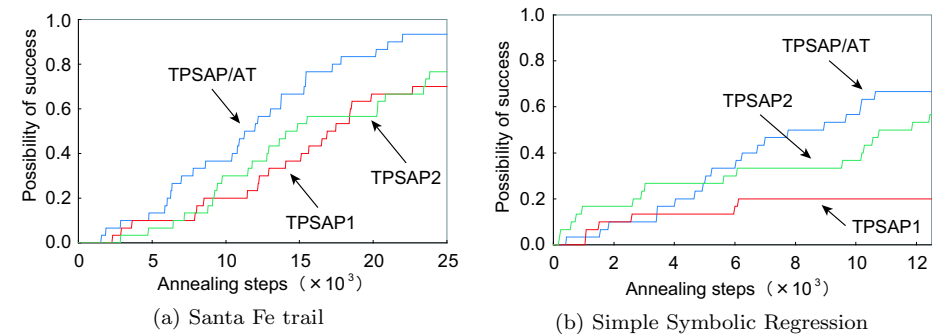 1.0
0.8
0.6
0.4
0.2
0.0
Possibility of success
TPSAP/AT
TPSAP2
TPSAP1
0
5
10
15
20
25
Annealing steps （×10³）
(a) Santa Fe trail
1.0
0.8
0.6
0.4
0.2
0.0
Possibility of success
TPSAP/AT
TPSAP2
TPSAP1
0
2
4
6
8
10
12
Annealing steps （×10³）
(b) Simple Symbolic Regression